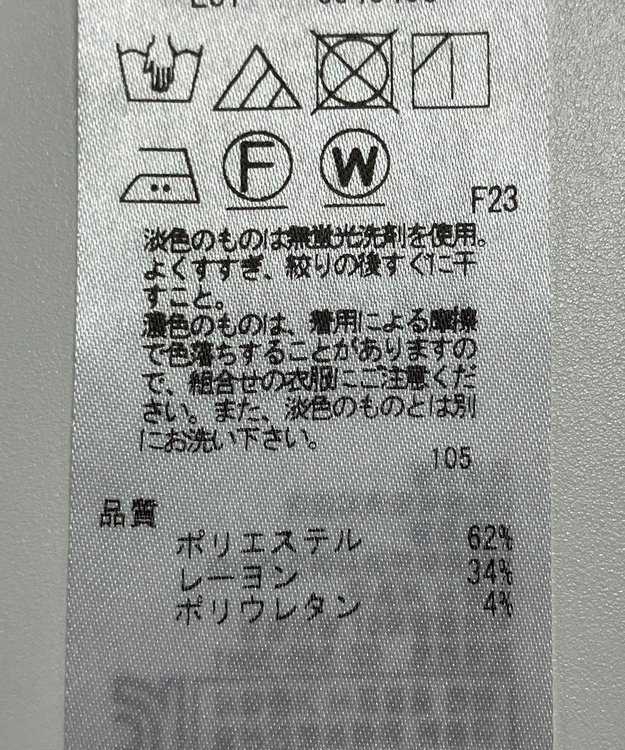 F
W
F23
淡色のものは無蛍光洗剤を使用。
よくすすぎ、絞りの後すぐに干
すこと。
濃色のものは、着用による摩擦
で色落ちすることがありますの
で、組合せの衣服にご注意くだ
さい。また、淡色のものとは別
にお洗い下さい。
105
品質
ポリエステル 62%
レーヨン 34%
ポリウレタン 4%